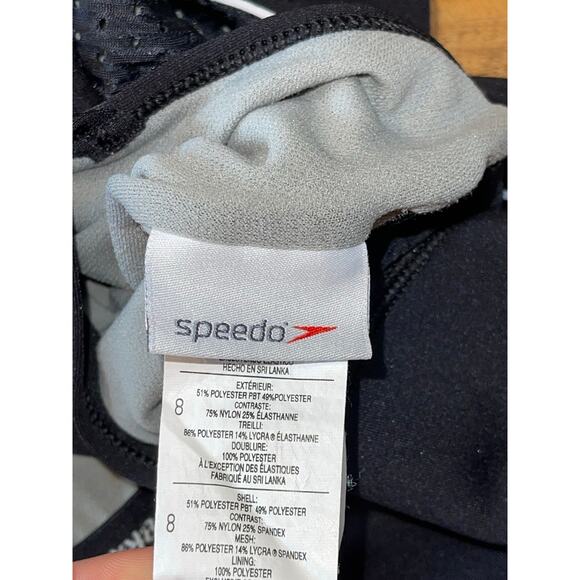 speedo
ELÁSTICO
HECHO EN SRI LANKA
8
EXTÉRIEUR:
51% POLYESTER PBT 49%POLYESTER
CONTRASTE:
75% NYLON 25% ÉLASTHANNE
TREILLI:
86% POLYESTER 14% LYCRA® ÉLASTHANNE
DOUBLURE:
100% POLYESTER
À L'EXCEPTION DES ÉLASTIQUES
FABRIQUÉ AU SRI LANKA
8
SHELL:
51% POLYESTER PBT 49% POLYESTER
CONTRAST:
75% NYLON 25% SPANDEX
MESH:
86% POLYESTER 14% LYCRA® SPANDEX
LINING:
100% POLYESTER